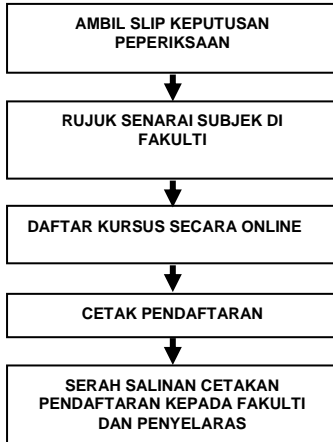 AMBIL SLIP KEPUTUSAN
PEPERIKSAAN
RUJUK SENARAI SUBJEK DI
FAKULTI
DAFTAR KURSUS SECARA ONLINE
CETAK PENDAFTARAN
SERAH SALINAN CETAKAN
PENDAFTARAN KEPADA FAKULTI
DAN PENYELARAS